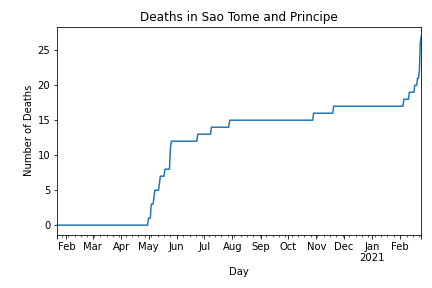 Deaths in Sao Tome and Principe
Number of Deaths
25
20
15
10
5
0
Feb Mar Apr May Jun Jul Aug Sep Oct Nov Dec Jan Feb
2021
Day